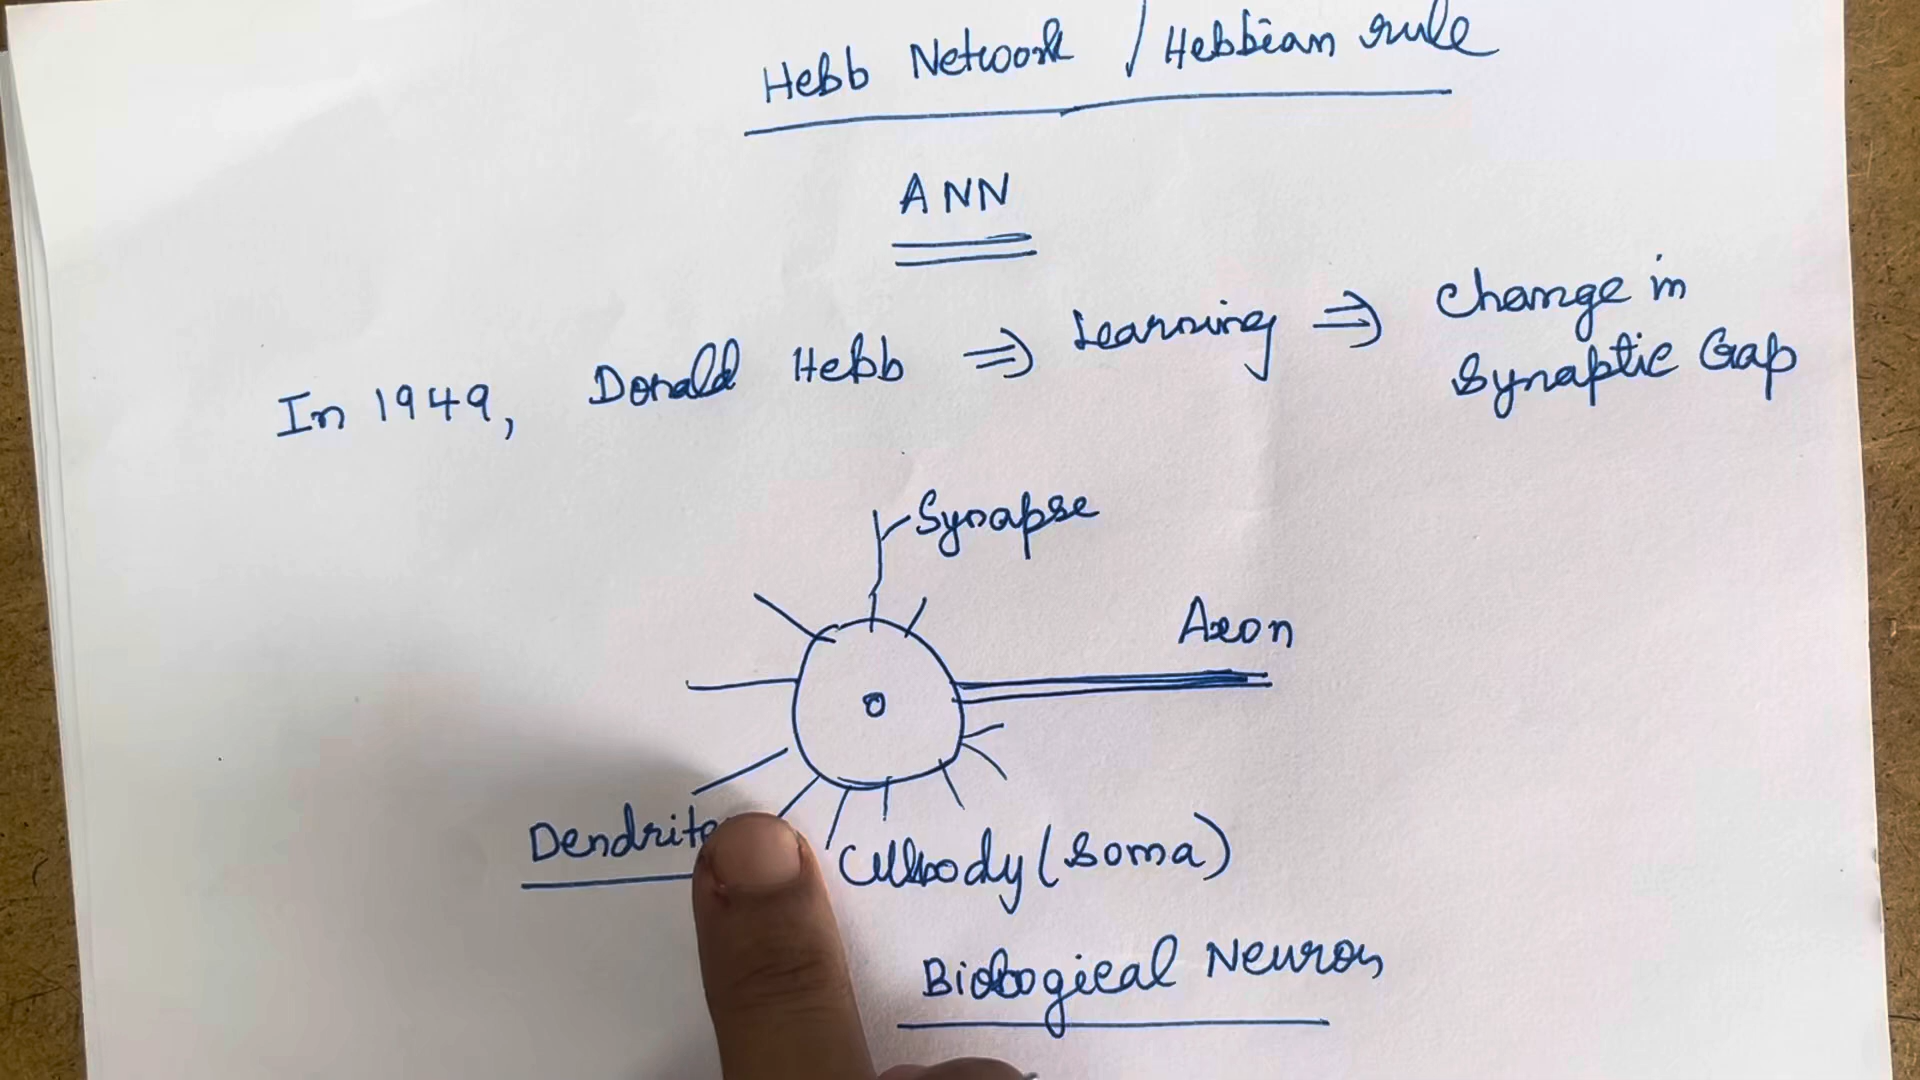 Hebb Network / Hebbian rule
ANN
In 1949, Donald Hebb ⇒ Learning ⇒ Change in
Synaptic Gap
Synapse
Axon
Dendrite
Cellbody (Soma)
Biological Neuron